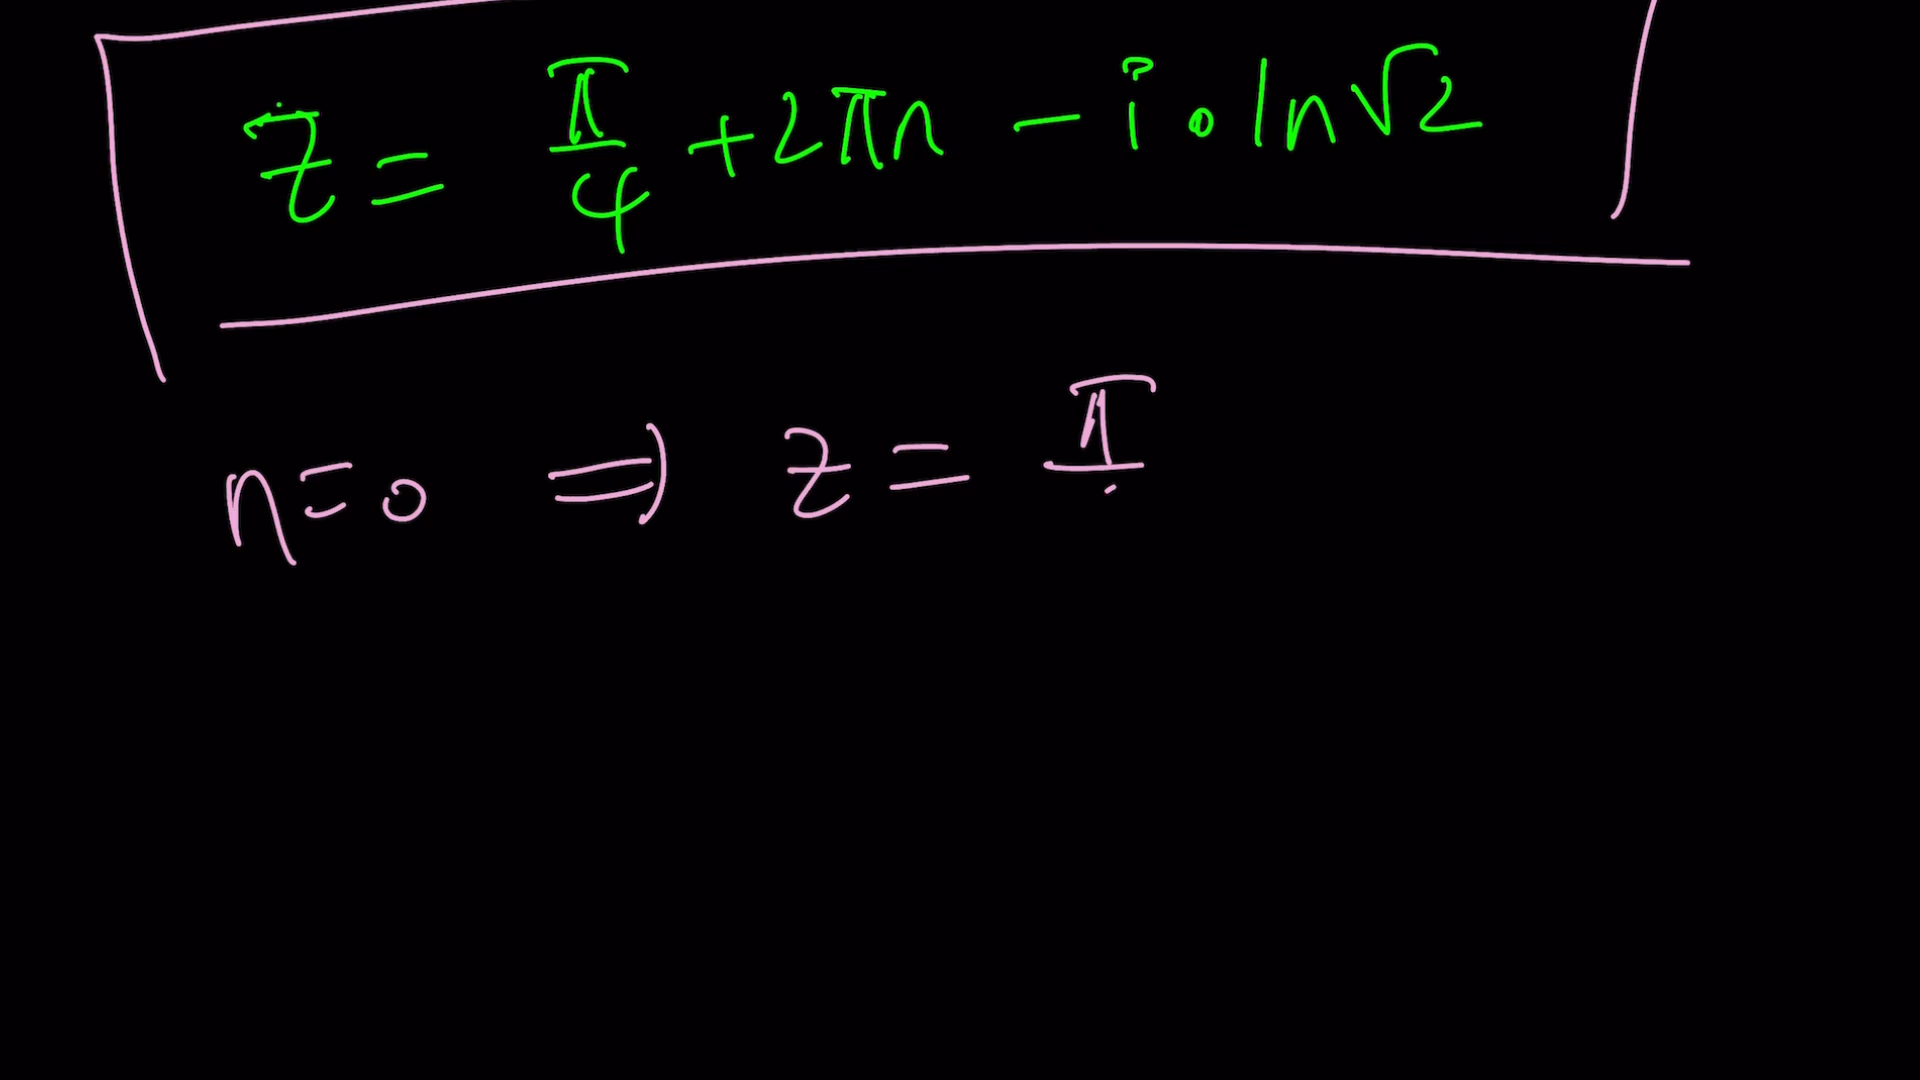 z = π/4 + 2πn - i • ln√2
n = 0 ⇒ z = π/